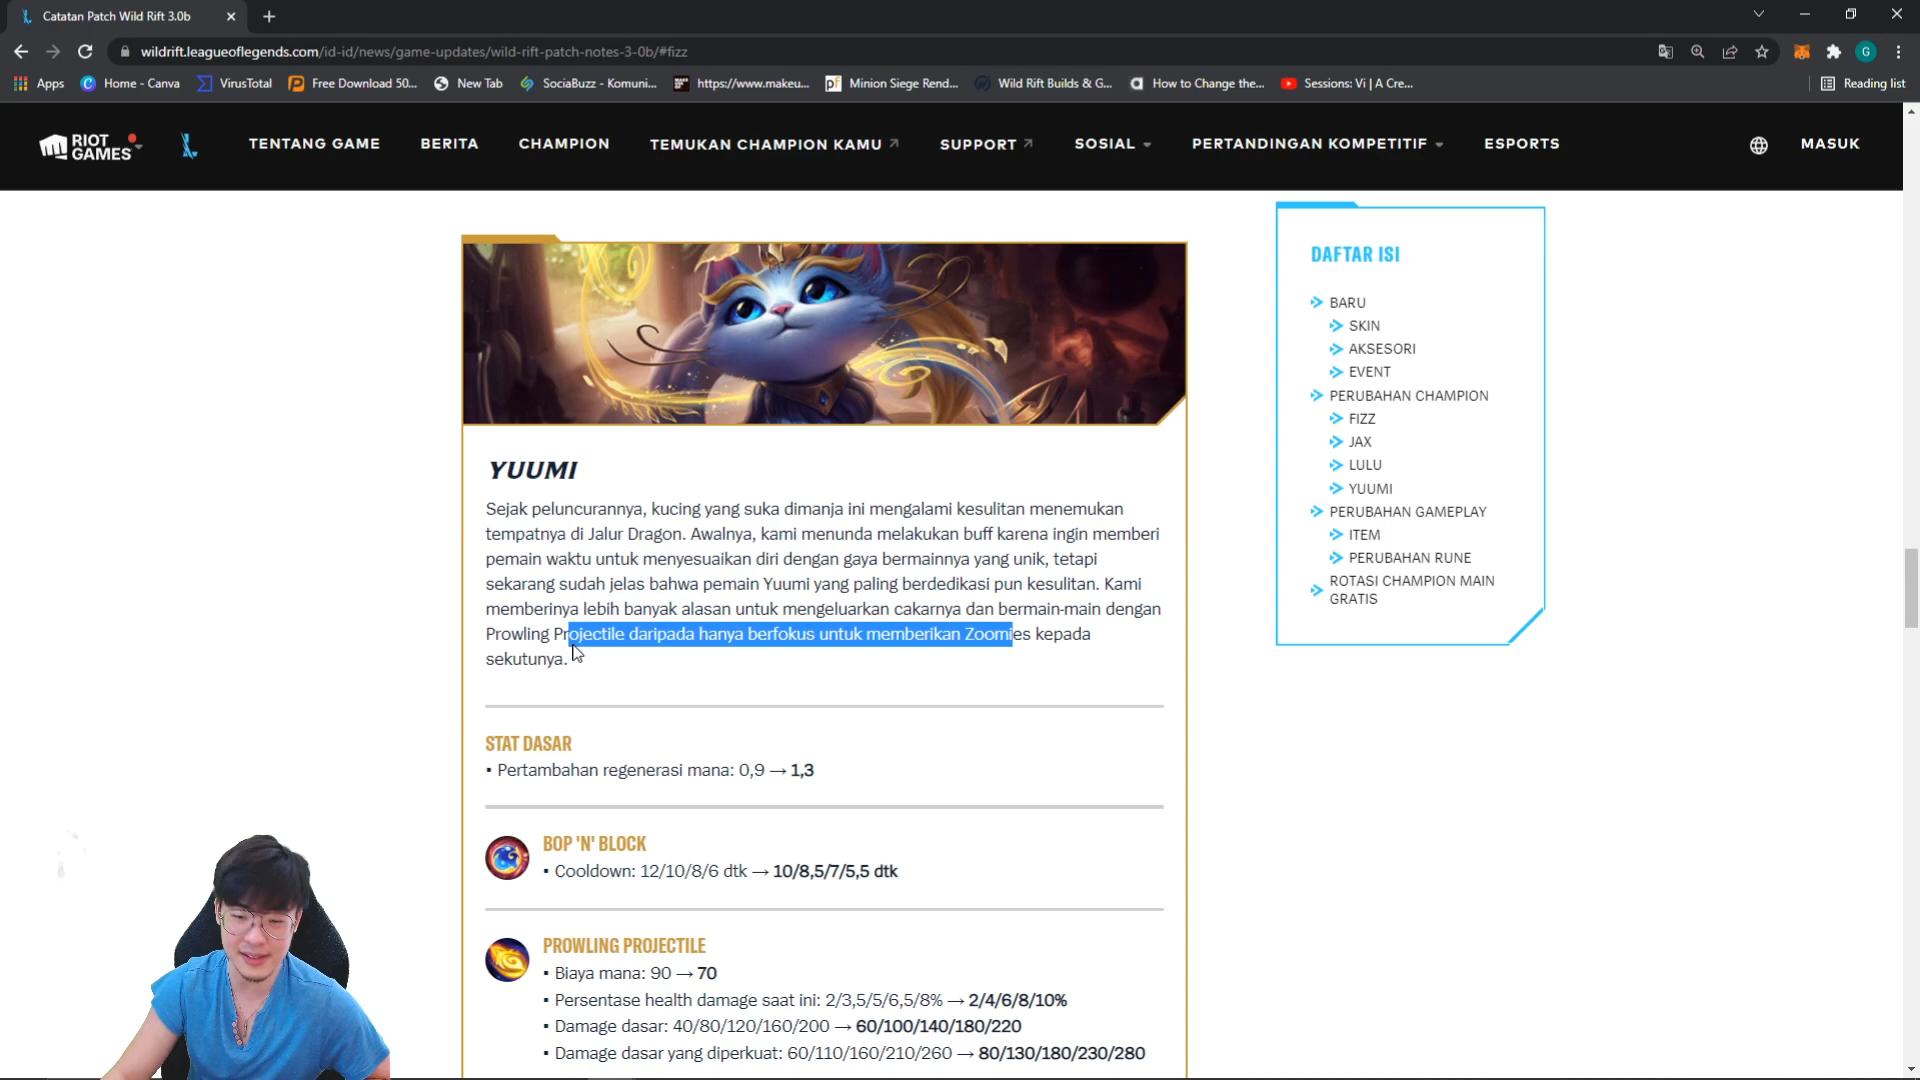 Catatan Patch Wild Rift 3.0b
wildrift.leagueoflegends.com/id-id/news/game-updates/wild-rift-patch-notes-3-0b/#fizz
G
Apps
Home - Canva
VirusTotal
Free Download 50...
New Tab
SociaBuzz - Komuni...
https://www.makeu...
Minion Siege Rend...
Wild Rift Builds & G...
How to Change the...
Sessions: Vi | A Cre...
Reading list
RIOT GAMES
TENTANG GAME
BERITA
CHAMPION
TEMUKAN CHAMPION KAMU
SUPPORT
SOSIAL
PERTANDINGAN KOMPETITIF
ESPORTS
MASUK
YUUMI
Sejak peluncurannya, kucing yang suka dimanja ini mengalami kesulitan menemukan
tempatnya di Jalur Dragon. Awalnya, kami menunda melakukan buff karena ingin memberi
pemain waktu untuk menyesuaikan diri dengan gaya bermainnya yang unik, tetapi
sekarang sudah jelas bahwa pemain Yuumi yang paling berdedikasi pun kesulitan. Kami
memberinya lebih banyak alasan untuk mengeluarkan cakarnya dan bermain-main dengan
Prowling Projectile daripada hanya berfokus untuk memberikan Zoomies kepada
sekutunya.
STAT DASAR
• Pertambahan regenerasi mana: 0,9 → 1,3
BOP 'N' BLOCK
• Cooldown: 12/10/8/6 dtk → 10/8,5/7/5,5 dtk
PROWLING PROJECTILE
• Biaya mana: 90 → 70
• Persentase health damage saat ini: 2/3,5/5/6,5/8% → 2/4/6/8/10%
• Damage dasar: 40/80/120/160/200 → 60/100/140/180/220
• Damage dasar yang diperkuat: 60/110/160/210/260 → 80/130/180/230/280
DAFTAR ISI
BARU
SKIN
AKSESORI
EVENT
PERUBAHAN CHAMPION
FIZZ
JAX
LULU
YUUMI
PERUBAHAN GAMEPLAY
ITEM
PERUBAHAN RUNE
ROTASI CHAMPION MAIN
GRATIS